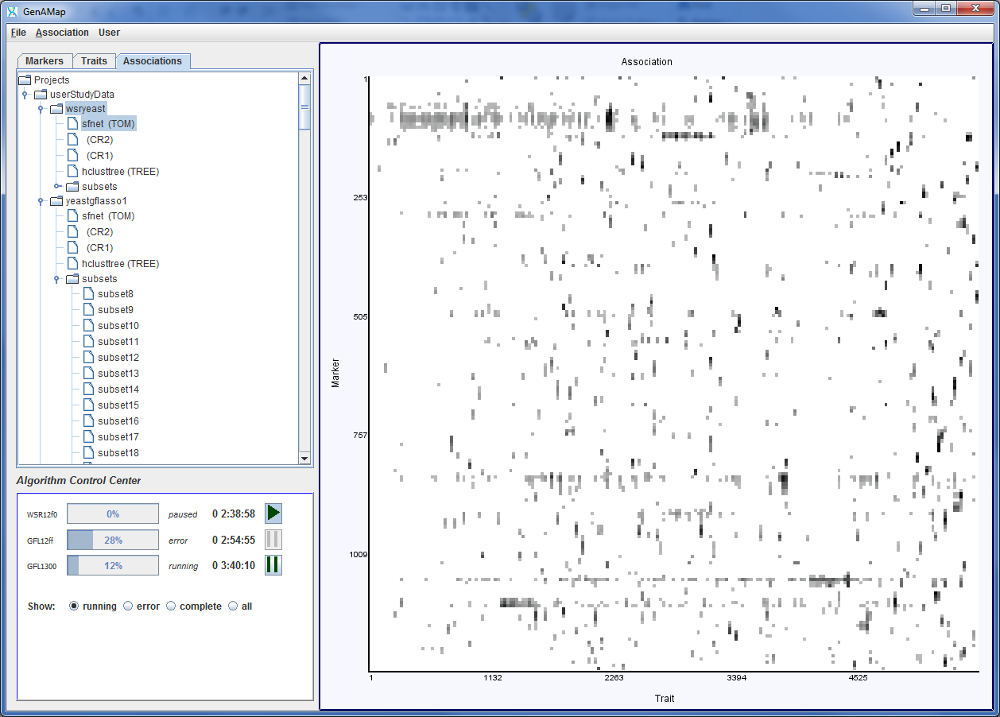 GenAMap
File Association User
Markers Traits Associations
Projects
userStudyData
wsryeast
sfnet (TOM)
(CR2)
(CR1)
hclusttree (TREE)
subsets
yeastgflasso1
sfnet (TOM)
(CR2)
(CR1)
hclusttree (TREE)
subsets
subset8
subset9
subset10
subset11
subset12
subset13
subset14
subset15
subset16
subset17
subset18
Algorithm Control Center
WSR12f0 0% paused 0 2:38:58
GFL12ff 28% error 0 2:54:55
GFL1300 12% running 0 3:40:10
Show: running error complete all
Association
Marker
1
253
505
757
1009
1 1132 2263 3394 4525
Trait